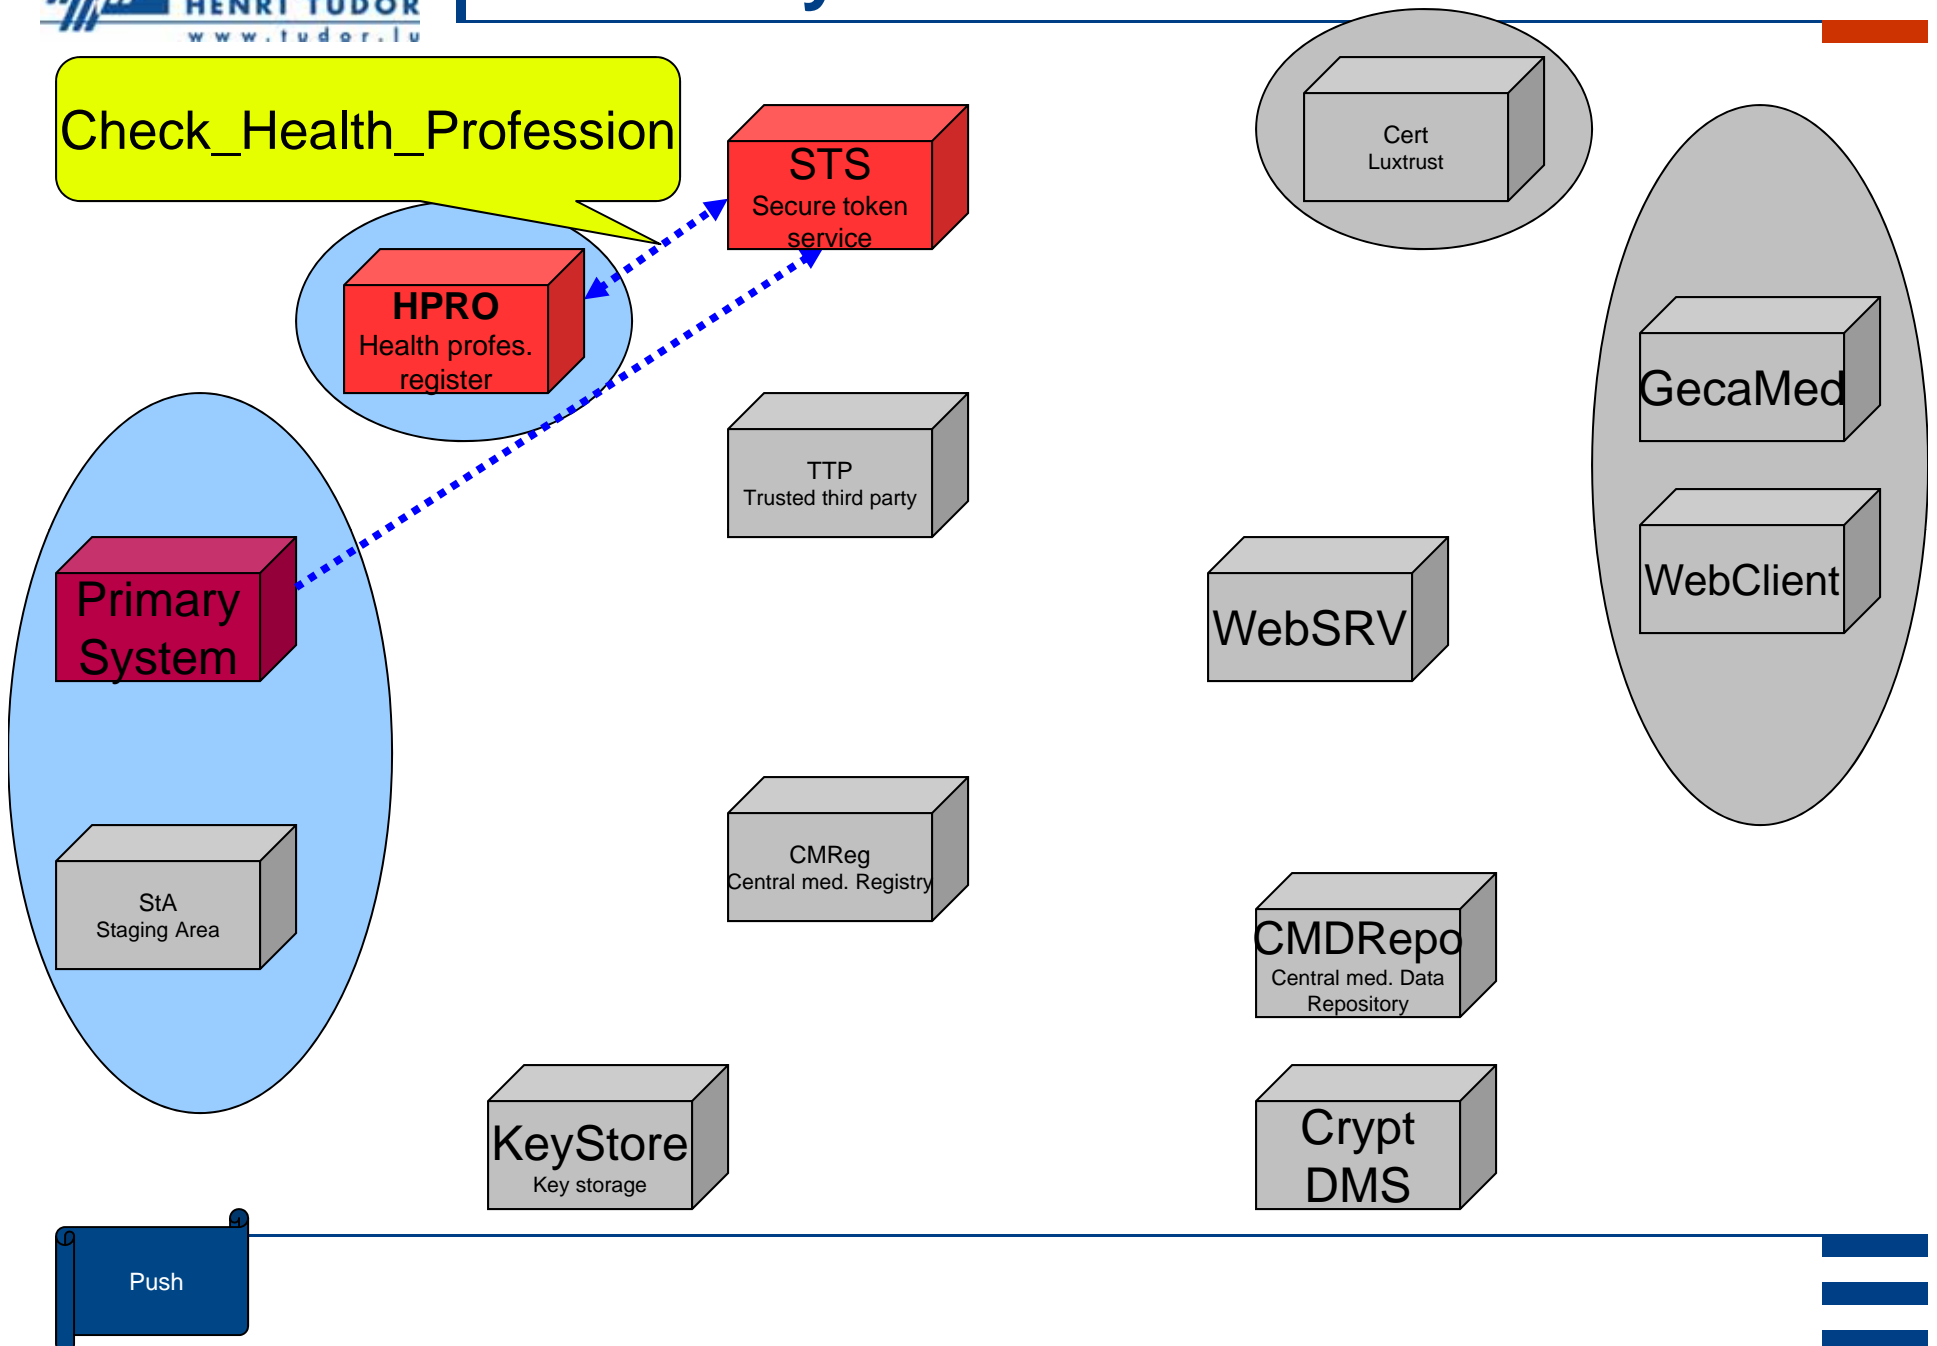 HENRI TUDOR
www.tudor.lu
Check_Health_Profession
STS
Secure token
service
Cert
Luxtrust
HPRO
Health profes.
register
GecaMed
TTP
Trusted third party
WebClient
Primary
System
WebSRV
CMReg
Central med. Registry
StA
Staging Area
CMDRepo
Central med. Data
Repository
KeyStore
Key storage
Crypt
DMS
Push